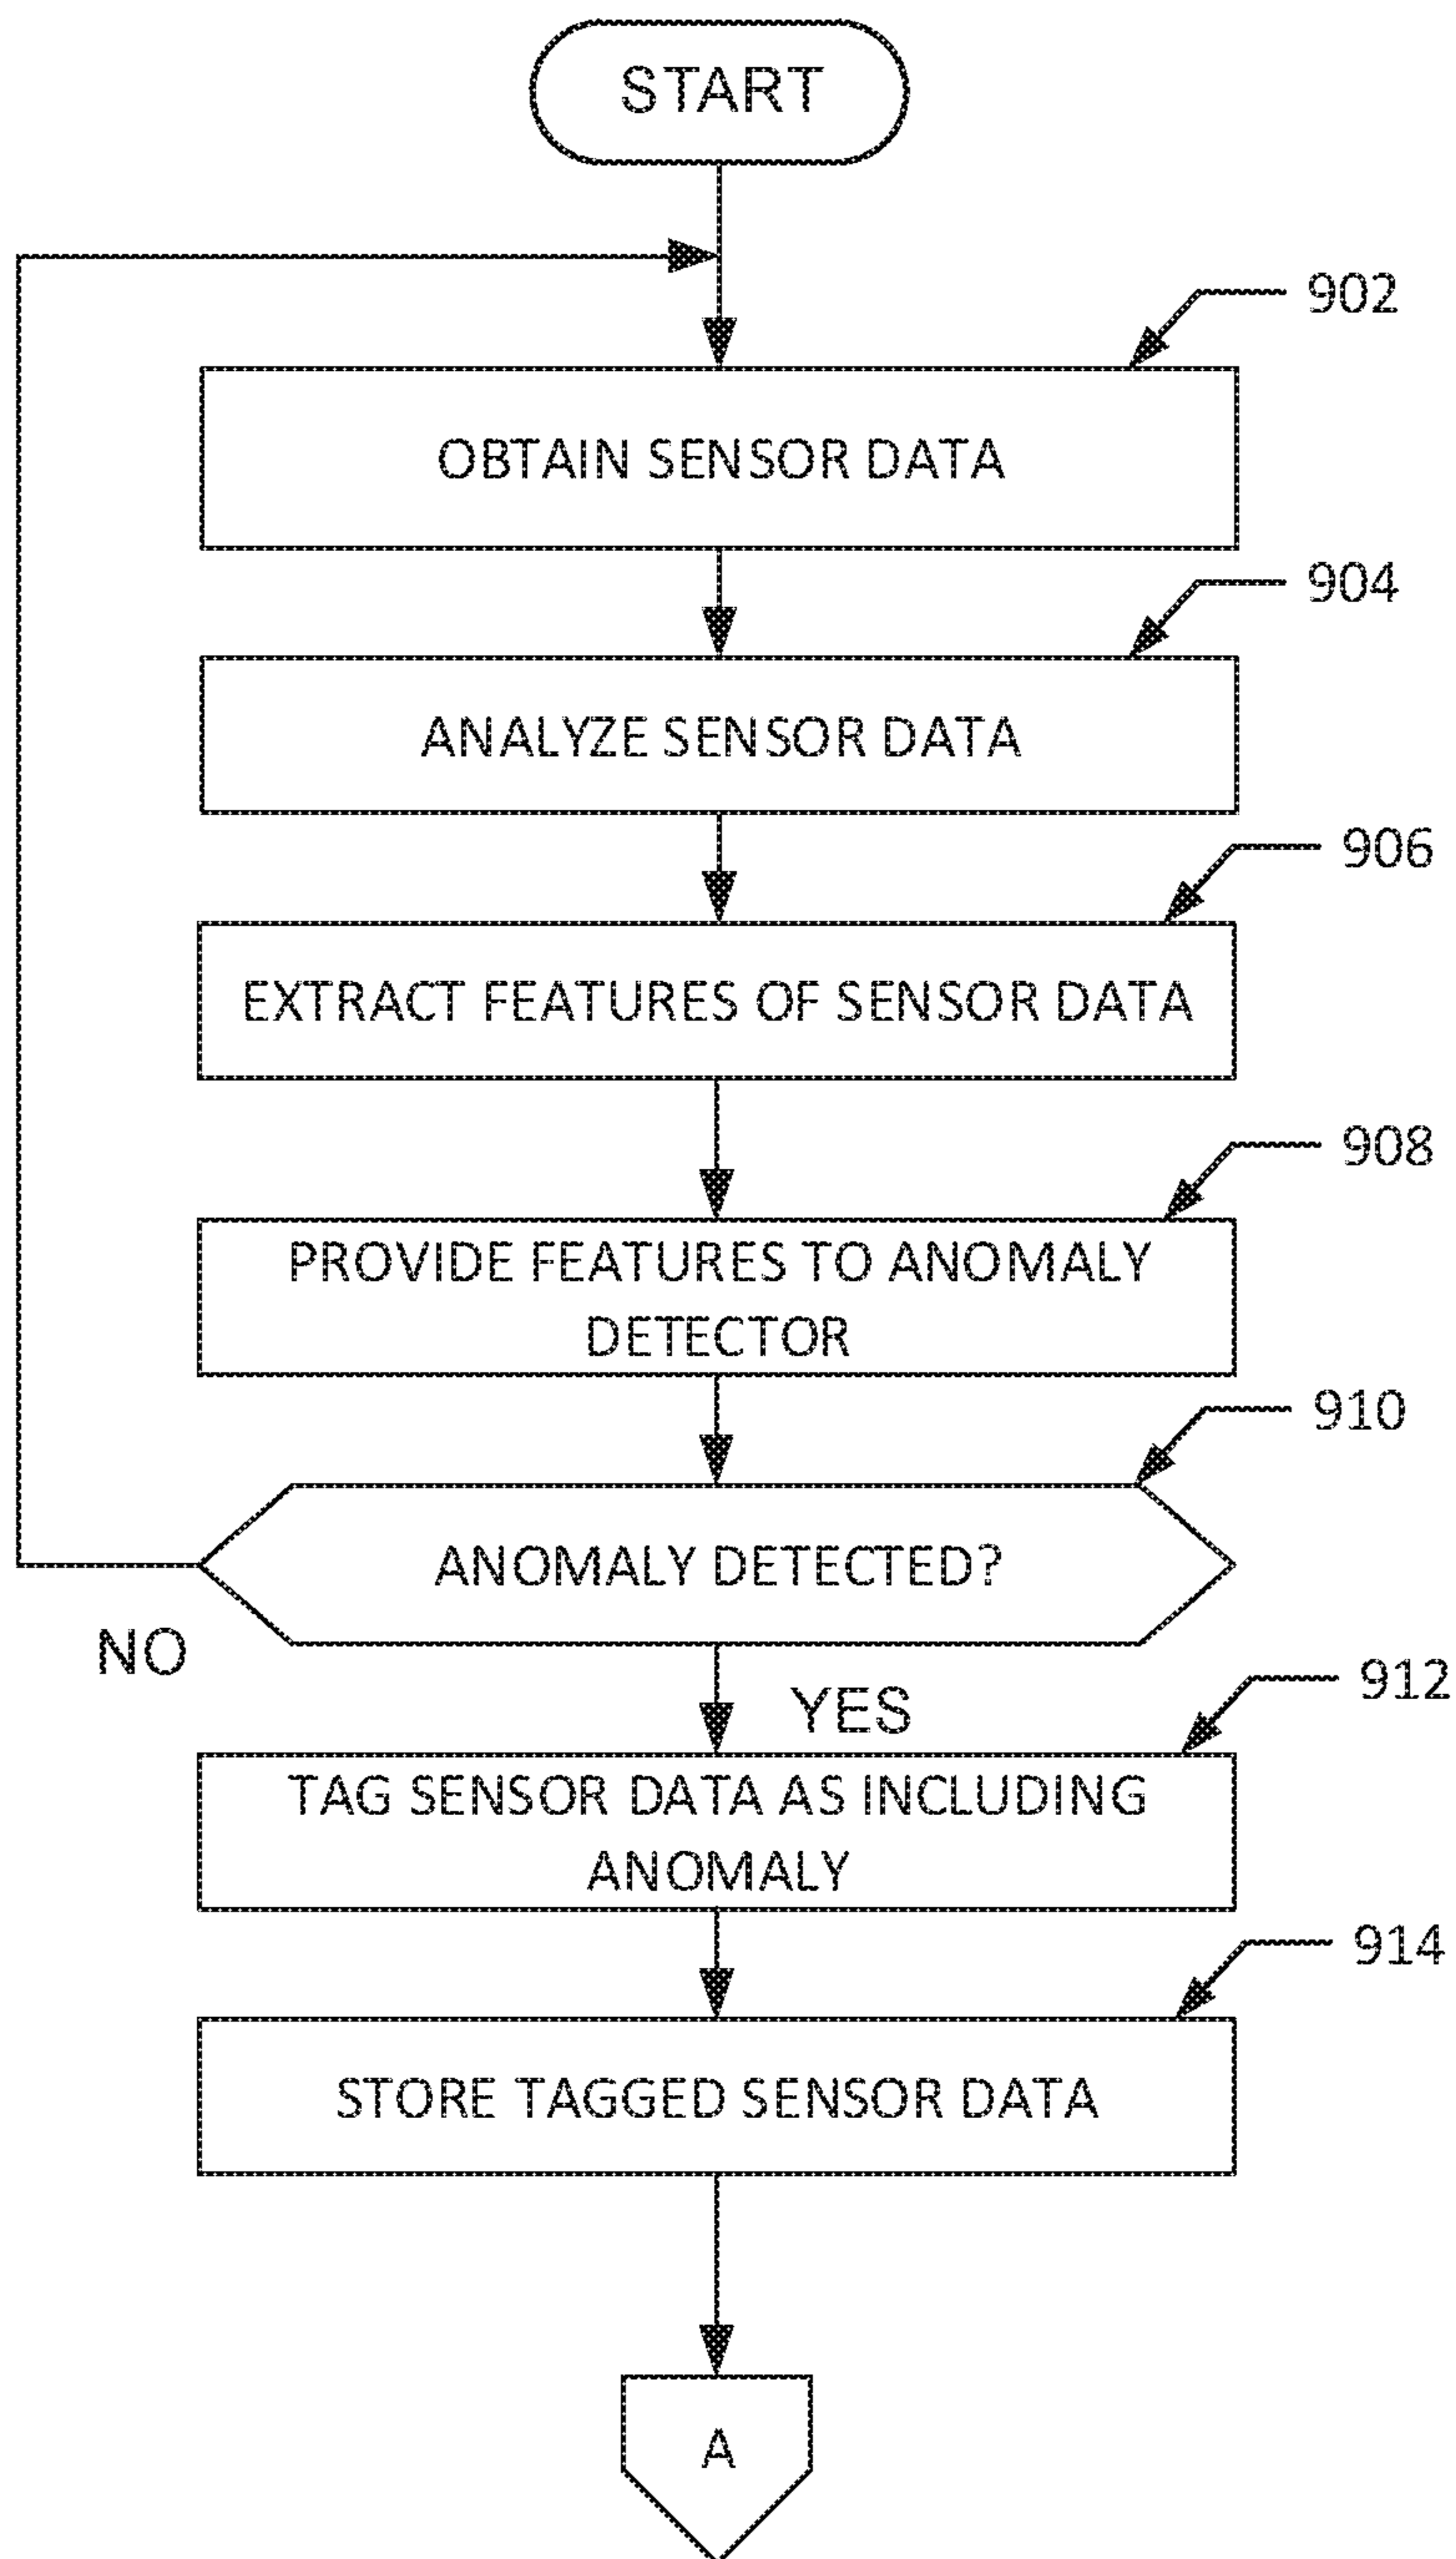 START
902
OBTAIN SENSOR DATA
904
ANALYZE SENSOR DATA
906
EXTRACT FEATURES OF SENSOR DATA
908
PROVIDE FEATURES TO ANOMALY
DETECTOR
910
ANOMALY DETECTED?
NO
YES
912
TAG SENSOR DATA AS INCLUDING
ANOMALY
914
STORE TAGGED SENSOR DATA
A